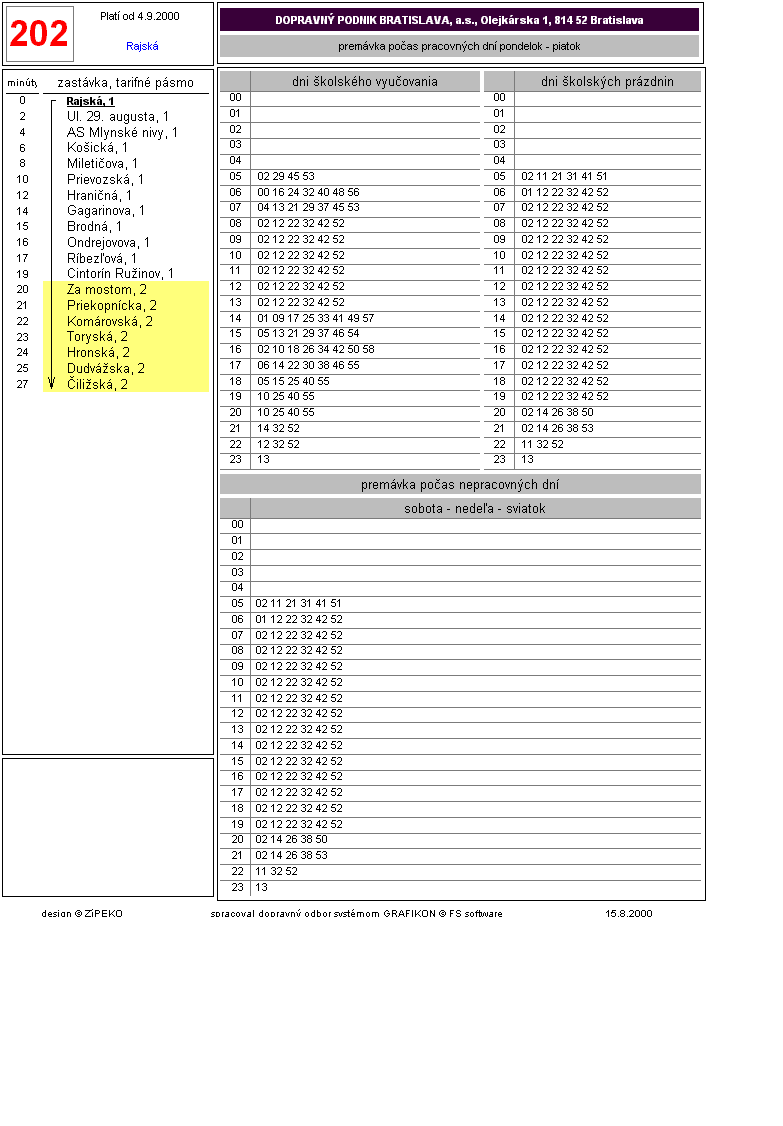 202
Platí od 4.9.2000
Rajská
DOPRAVNÝ PODNIK BRATISLAVA, a.s., Olejkárska 1, 814 52 Bratislava
premávka počas pracovných dní pondelok - piatok
minúty zastávka, tarifné pásmo
0 Rajská, 1
2 Ul. 29. augusta, 1
4 AS Mlynské nivy, 1
6 Košická, 1
8 Miletičova, 1
10 Prievozská, 1
12 Hraničná, 1
14 Gagarinova, 1
15 Brodná, 1
16 Ondrejovova, 1
17 Ríbezľová, 1
19 Cintorín Ružinov, 1
20 Za mostom, 2
21 Priekopnícka, 2
22 Komárovská, 2
23 Toryská, 2
24 Hronská, 2
25 Dudvážska, 2
27 Čiližská, 2
dni školského vyučovania
00
01
02
03
04
05 02 29 45 53
06 00 16 24 32 40 48 56
07 04 13 21 29 37 45 53
08 02 12 22 32 42 52
09 02 12 22 32 42 52
10 02 12 22 32 42 52
11 02 12 22 32 42 52
12 02 12 22 32 42 52
13 02 12 22 32 42 52
14 01 09 17 25 33 41 49 57
15 05 13 21 29 37 46 54
16 02 10 18 26 34 42 50 58
17 06 14 22 30 38 46 55
18 05 15 25 40 55
19 10 25 40 55
20 10 25 40 55
21 14 32 52
22 12 32 52
23 13
dni školských prázdnin
00
01
02
03
04
05 02 11 21 31 41 51
06 01 12 22 32 42 52
07 02 12 22 32 42 52
08 02 12 22 32 42 52
09 02 12 22 32 42 52
10 02 12 22 32 42 52
11 02 12 22 32 42 52
12 02 12 22 32 42 52
13 02 12 22 32 42 52
14 02 12 22 32 42 52
15 02 12 22 32 42 52
16 02 12 22 32 42 52
17 02 12 22 32 42 52
18 02 12 22 32 42 52
19 02 12 22 32 42 52
20 02 14 26 38 50
21 02 14 26 38 53
22 11 32 52
23 13
premávka počas nepracovných dní
sobota - nedeľa - sviatok
00
01
02
03
04
05 02 11 21 31 41 51
06 01 12 22 32 42 52
07 02 12 22 32 42 52
08 02 12 22 32 42 52
09 02 12 22 32 42 52
10 02 12 22 32 42 52
11 02 12 22 32 42 52
12 02 12 22 32 42 52
13 02 12 22 32 42 52
14 02 12 22 32 42 52
15 02 12 22 32 42 52
16 02 12 22 32 42 52
17 02 12 22 32 42 52
18 02 12 22 32 42 52
19 02 12 22 32 42 52
20 02 14 26 38 50
21 02 14 26 38 53
22 11 32 52
23 13
design © ZiPEKO spracoval dopravný odbor systémom GRAFIKON © FS software 15.8.2000